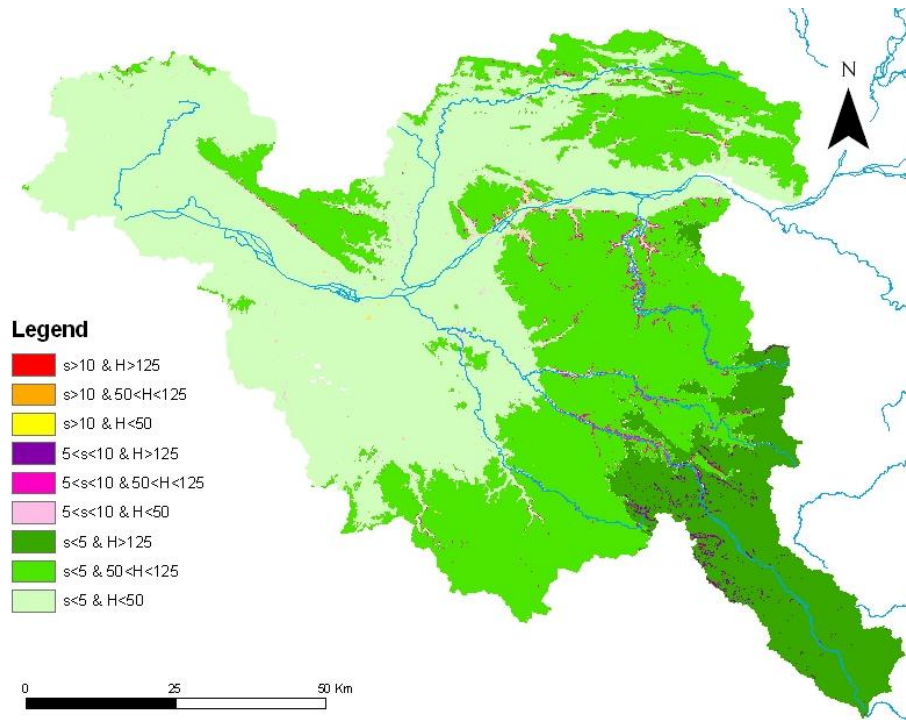 N
Legend
s>10 & H>125
s>10 & 50<H<125
s>10 & H<50
5<s<10 & H>125
5<s<10 & 50<H<125
5<s<10 & H<50
s<5 & H>125
s<5 & 50<H<125
s<5 & H<50
0 25 50 Km